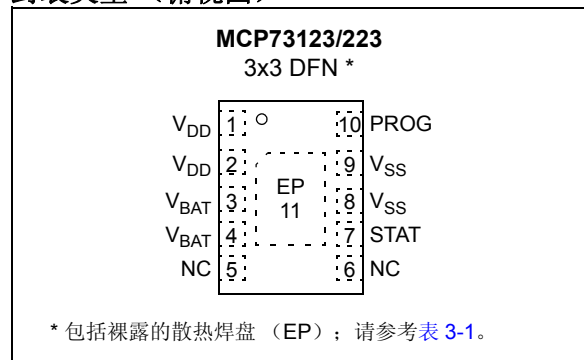 MCP73123/223
3x3 DFN *
VDD 1 10 PROG
VDD 2 9 VSS
EP
VBAT 3 8 VSS
11
VBAT 4 7 STAT
NC 5 6 NC
* 包括裸露的散热焊盘 （EP）；请参考表 3-1。